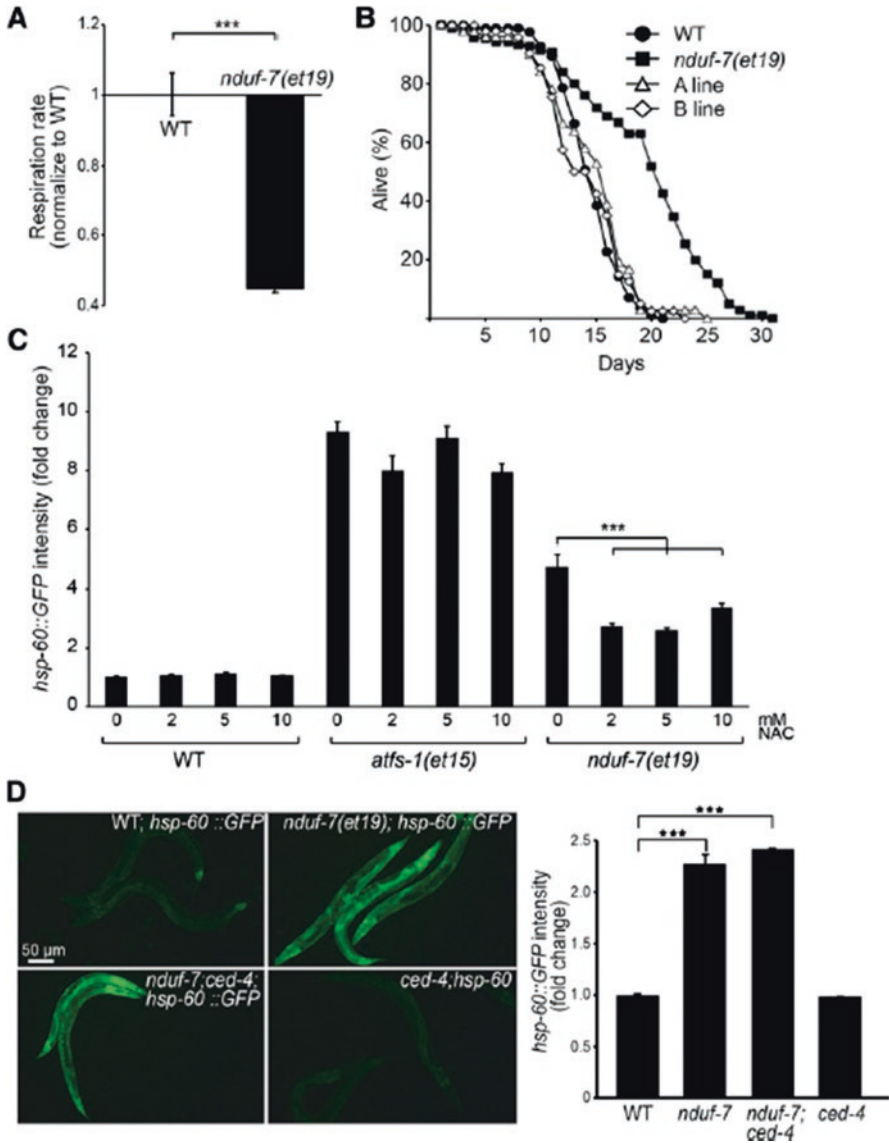 A
1.2
1
0.8
0.6
0.4
Respiration rate
(normalize to WT)
***
nduf-7(et19)
WT
B
100
80
60
40
20
Alive (%)
WT
nduf-7(et19)
A line
B line
5 10 15 20 25 30
Days
C
12
10
8
6
4
2
0
hsp-60::GFP intensity (fold change)
***
0 2 5 10 0 2 5 10 0 2 5 10 mM
NAC
WT atfs-1(et15) nduf-7(et19)
D
WT; hsp-60 ::GFP
nduf-7(et19); hsp-60 ::GFP
50 µm
nduf-7;ced-4;
hsp-60 ::GFP
ced-4;hsp-60
***
***
2.5
2.0
1.5
1.0
0.5
0
hsp-60::GFP intensity
(fold change)
WT nduf-7 nduf-7; ced-4
ced-4